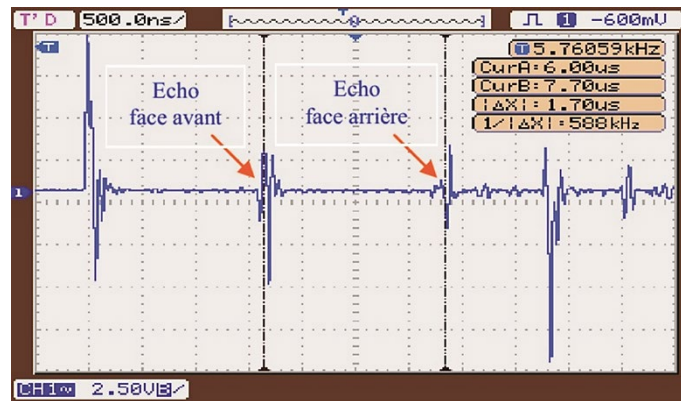 T' D 500.0ns/ 1 -600mV
T
T 5.76059kHz
CurA:6.00us
CurB:7.70us
|ΔX|:1.70us
1/|ΔX|:588kHz
Echo
face avant
Echo
face arrière
1
CH1 2.50V B/